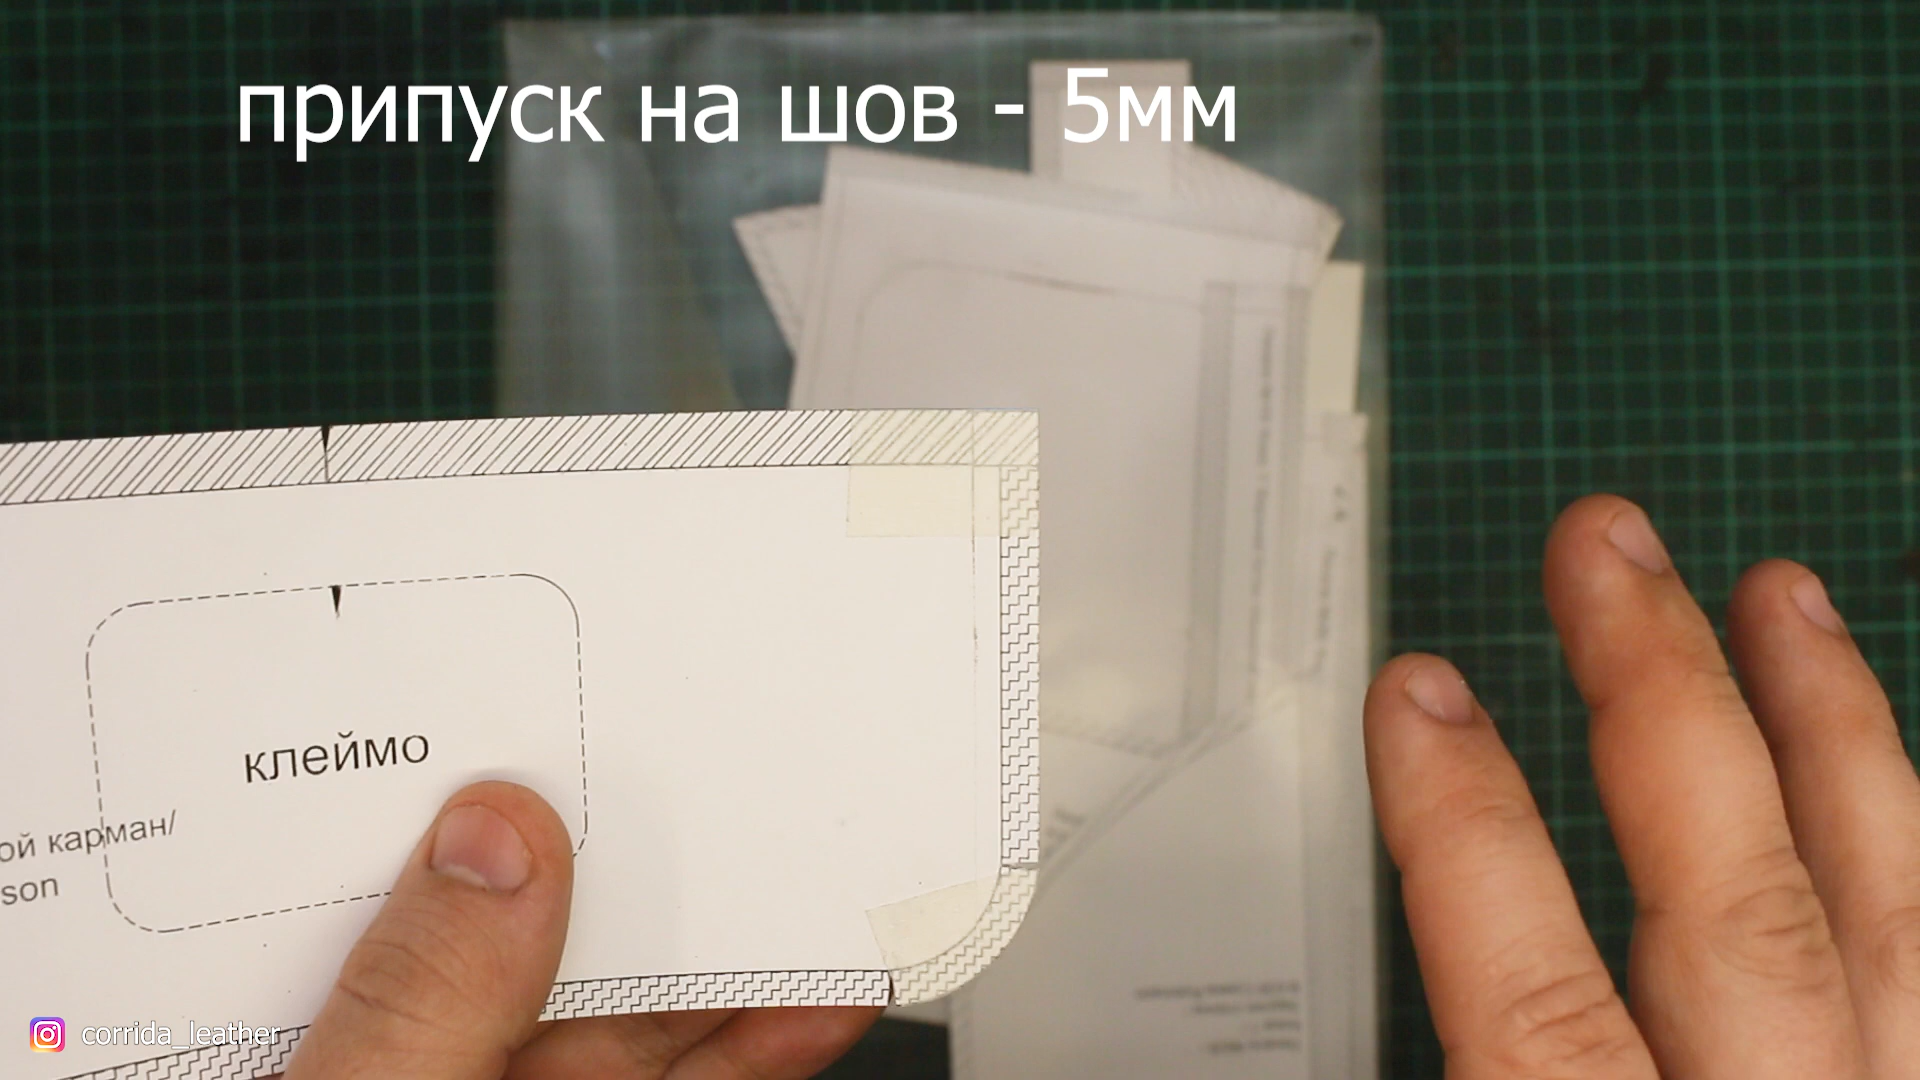 припуск на шов - 5мм
клеймо
ой карман/
son
corrida_leather